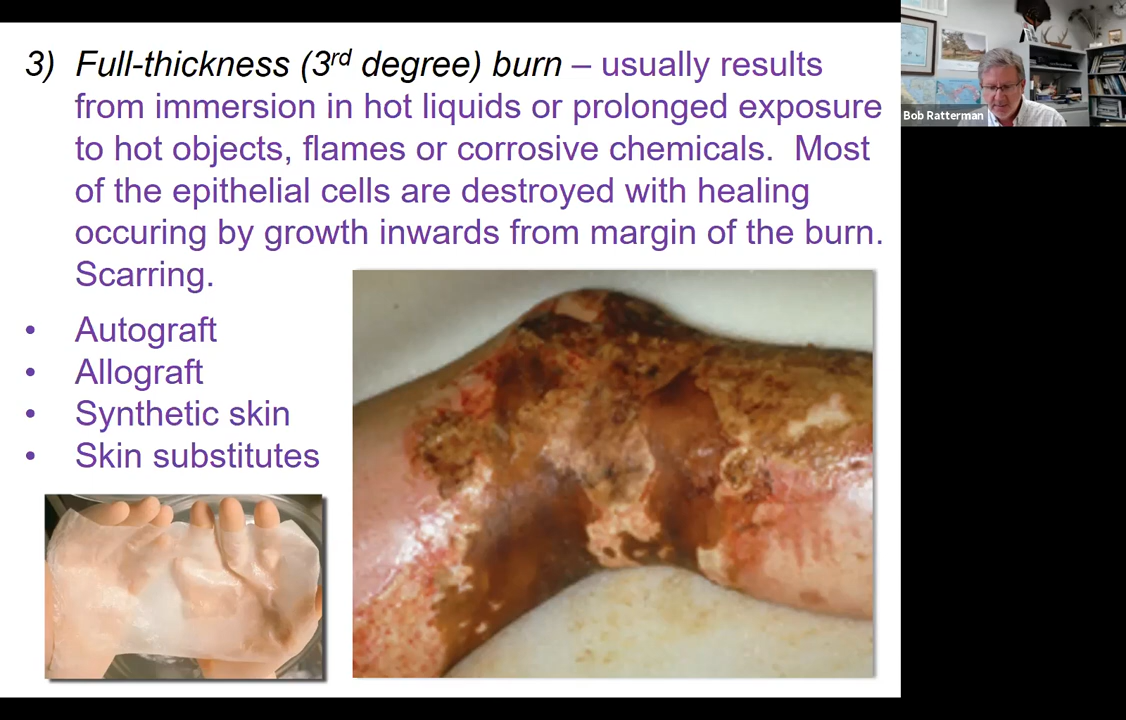 3) Full-thickness (3rd degree) burn – usually results
from immersion in hot liquids or prolonged exposure
to hot objects, flames or corrosive chemicals. Most
of the epithelial cells are destroyed with healing
occuring by growth inwards from margin of the burn.
Scarring.
• Autograft
• Allograft
• Synthetic skin
• Skin substitutes
Bob Ratterman